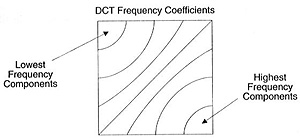 DCT Frequency Coefficients
Lowest
Frequency
Components
Highest
Frequency
Components